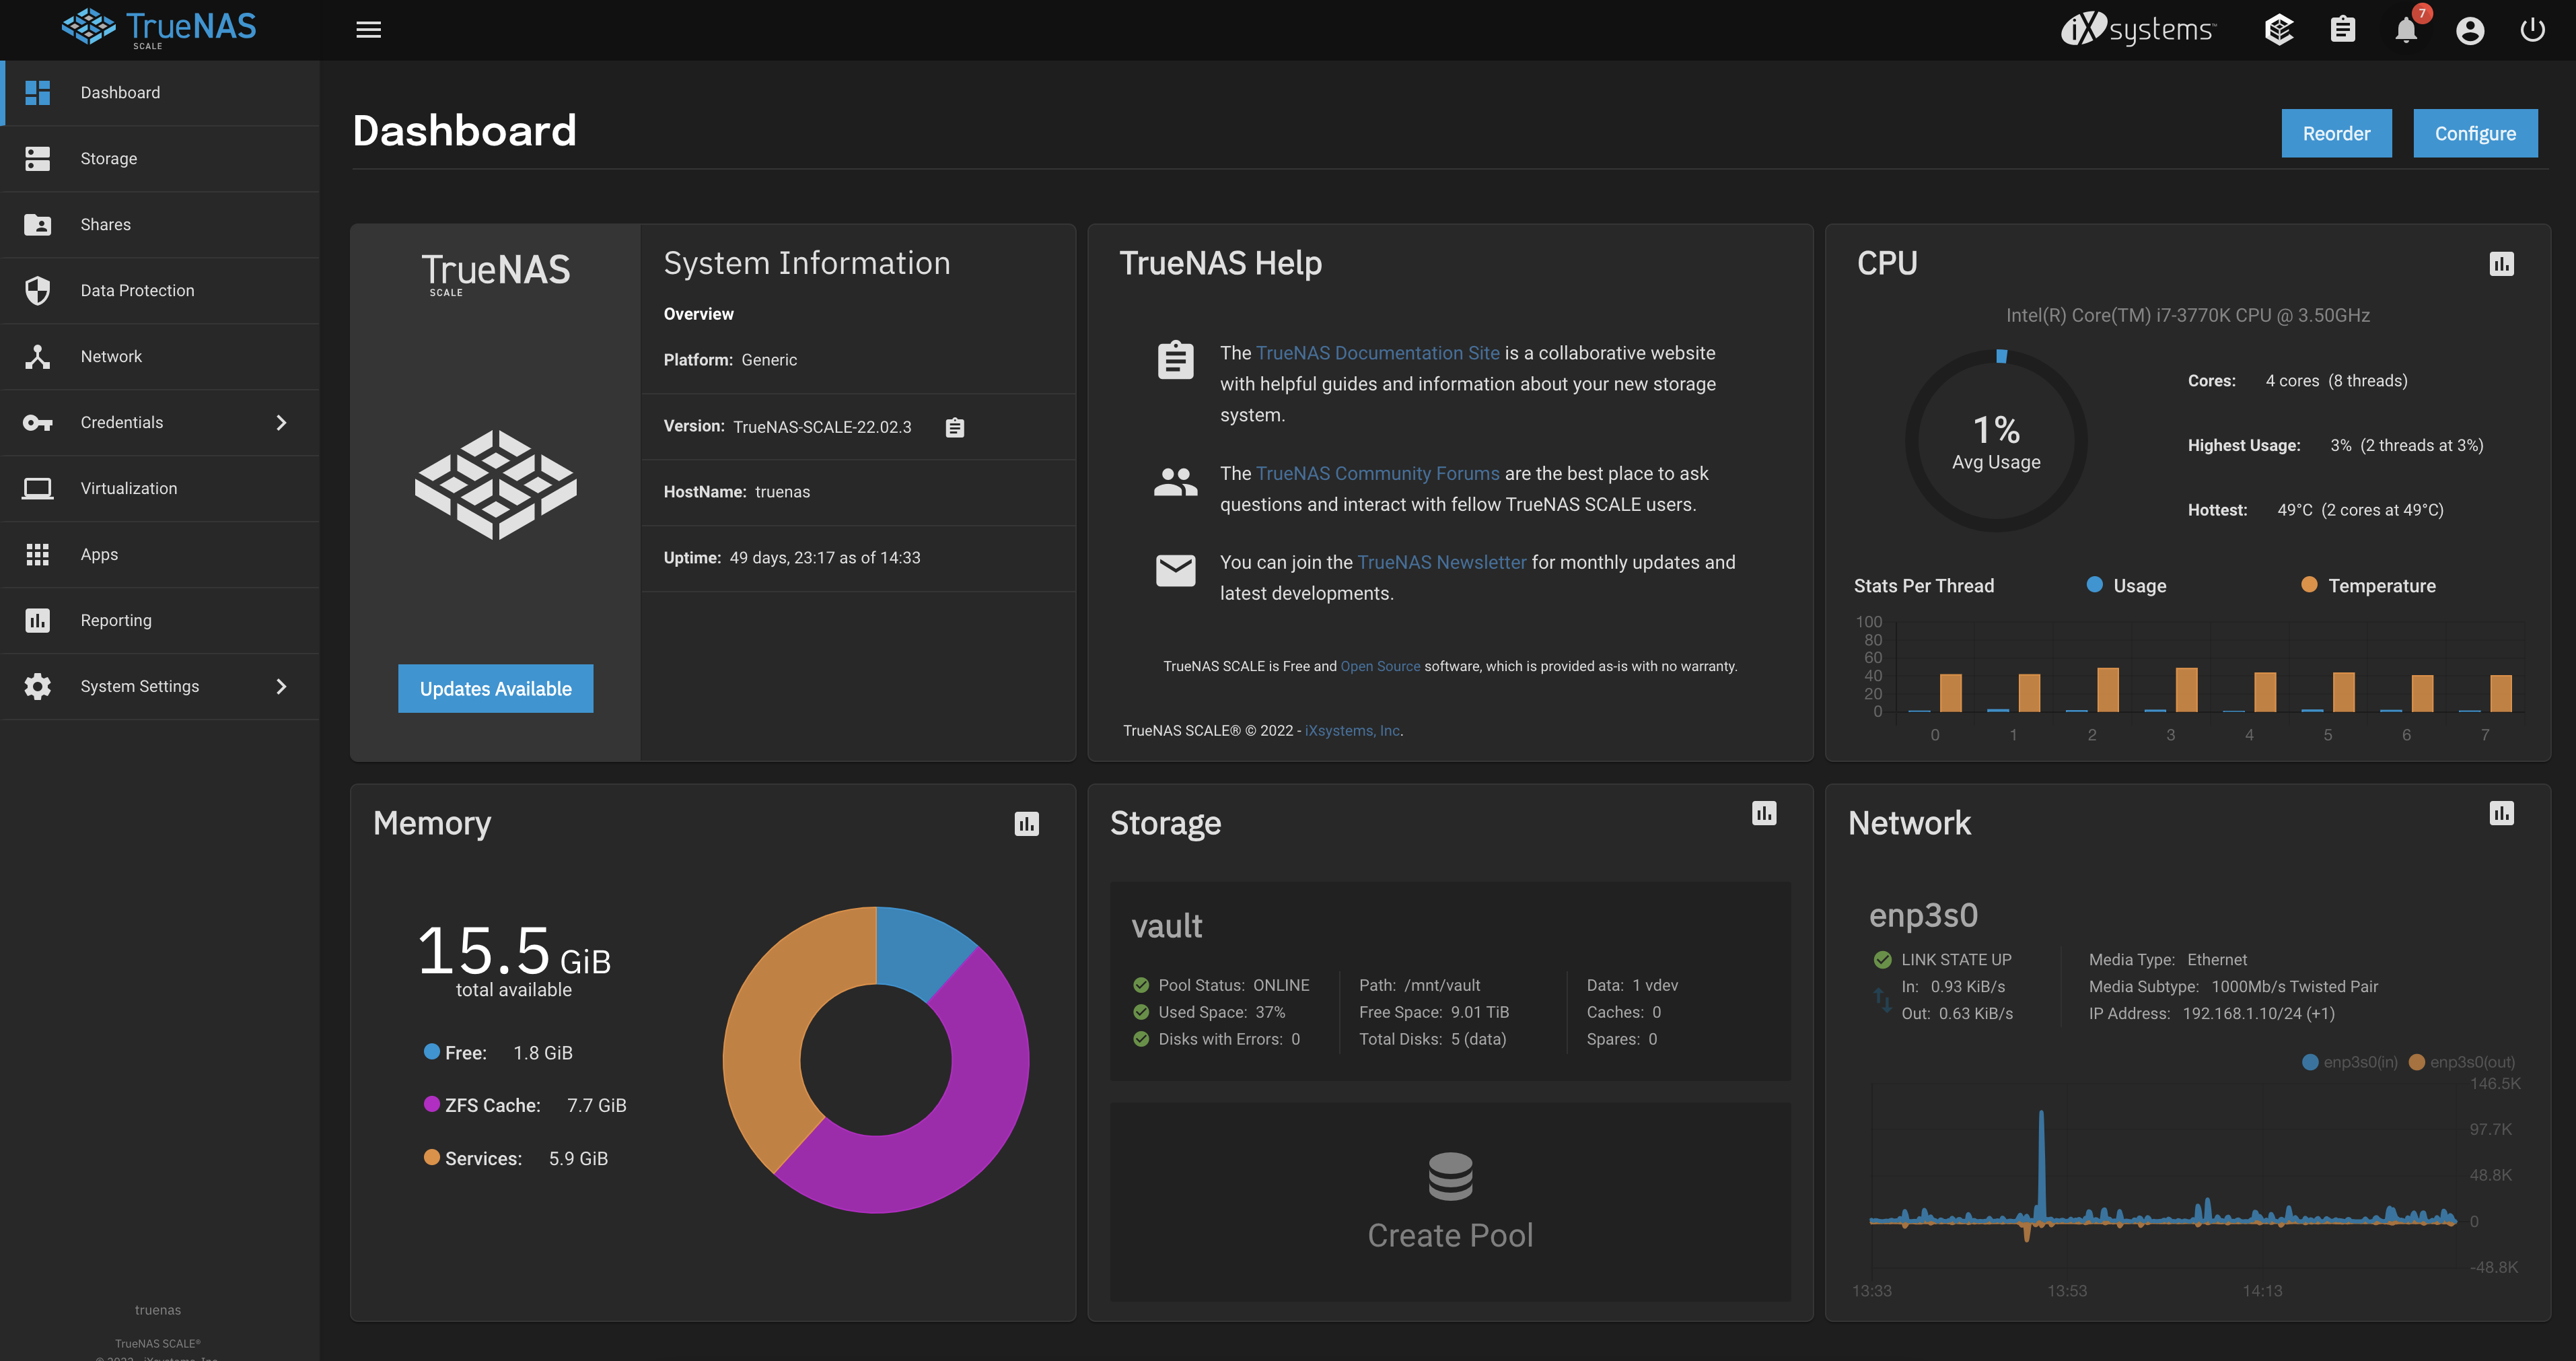 TrueNAS
SCALE
iXsystems™
7
Dashboard
Storage
Shares
Data Protection
Network
Credentials
Virtualization
Apps
Reporting
System Settings
truenas
TrueNAS SCALE®
Dashboard
Reorder
Configure
TrueNAS
SCALE
Updates Available
System Information
Overview
Platform: Generic
Version: TrueNAS-SCALE-22.02.3
HostName: truenas
Uptime: 49 days, 23:17 as of 14:33
TrueNAS Help
The TrueNAS Documentation Site is a collaborative website
with helpful guides and information about your new storage
system.
The TrueNAS Community Forums are the best place to ask
questions and interact with fellow TrueNAS SCALE users.
You can join the TrueNAS Newsletter for monthly updates and
latest developments.
TrueNAS SCALE is Free and Open Source software, which is provided as-is with no warranty.
TrueNAS SCALE® © 2022 - iXsystems, Inc.
CPU
Intel(R) Core(TM) i7-3770K CPU @ 3.50GHz
1%
Avg Usage
Cores: 4 cores (8 threads)
Highest Usage: 3% (2 threads at 3%)
Hottest: 49°C (2 cores at 49°C)
Stats Per Thread
Usage
Temperature
100
80
60
40
20
0
0 1 2 3 4 5 6 7
Memory
15.5 GiB
total available
Free: 1.8 GiB
ZFS Cache: 7.7 GiB
Services: 5.9 GiB
Storage
vault
Pool Status: ONLINE
Used Space: 37%
Disks with Errors: 0
Path: /mnt/vault
Free Space: 9.01 TiB
Total Disks: 5 (data)
Data: 1 vdev
Caches: 0
Spares: 0
Create Pool
Network
enp3s0
LINK STATE UP
In: 0.93 KiB/s
Out: 0.63 KiB/s
Media Type: Ethernet
Media Subtype: 1000Mb/s Twisted Pair
IP Address: 192.168.1.10/24 (+1)
enp3s0(in) enp3s0(out)
146.5K
97.7K
48.8K
0
-48.8K
13:33 13:53 14:13